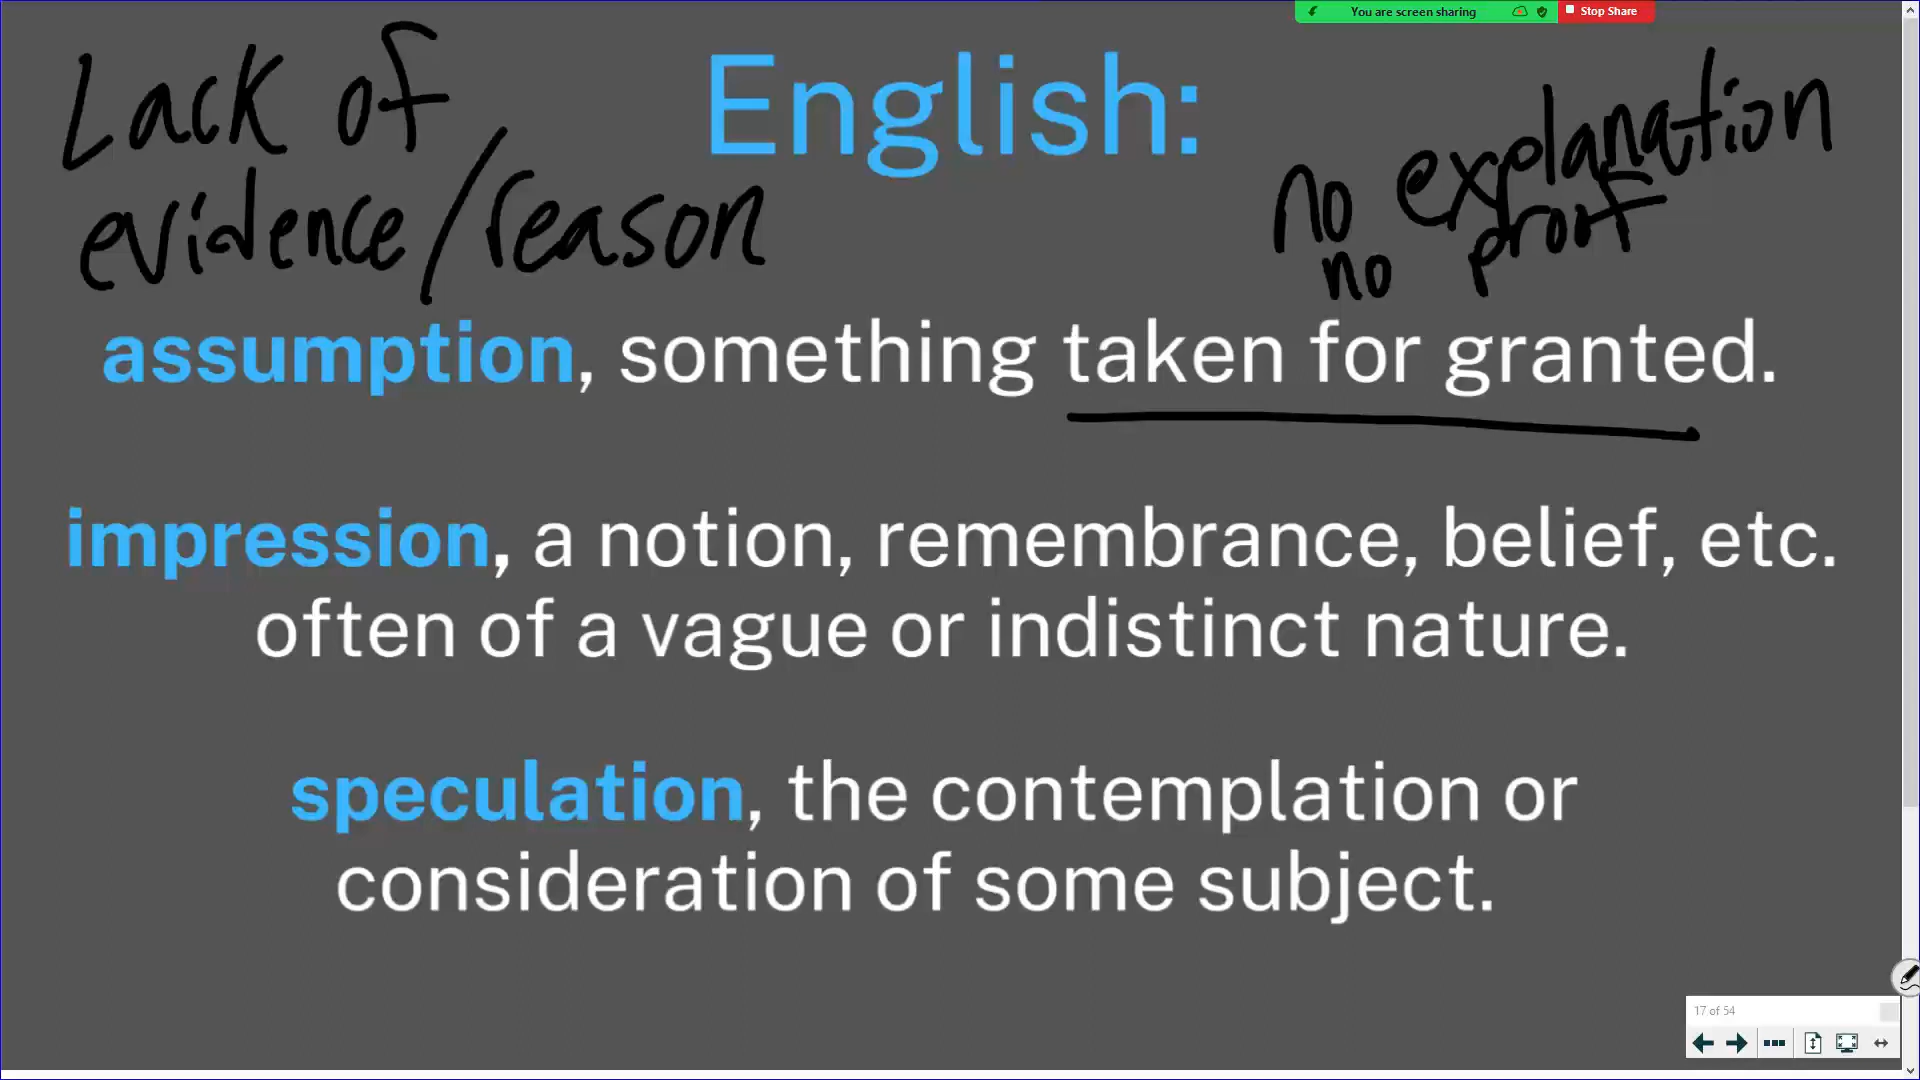 You are screen sharing
Stop Share
Lack of
evidence/reason
English:
no explanation
no proof
assumption, something taken for granted.
impression, a notion, remembrance, belief, etc.
often of a vague or indistinct nature.
speculation, the contemplation or
consideration of some subject.
17 of 54